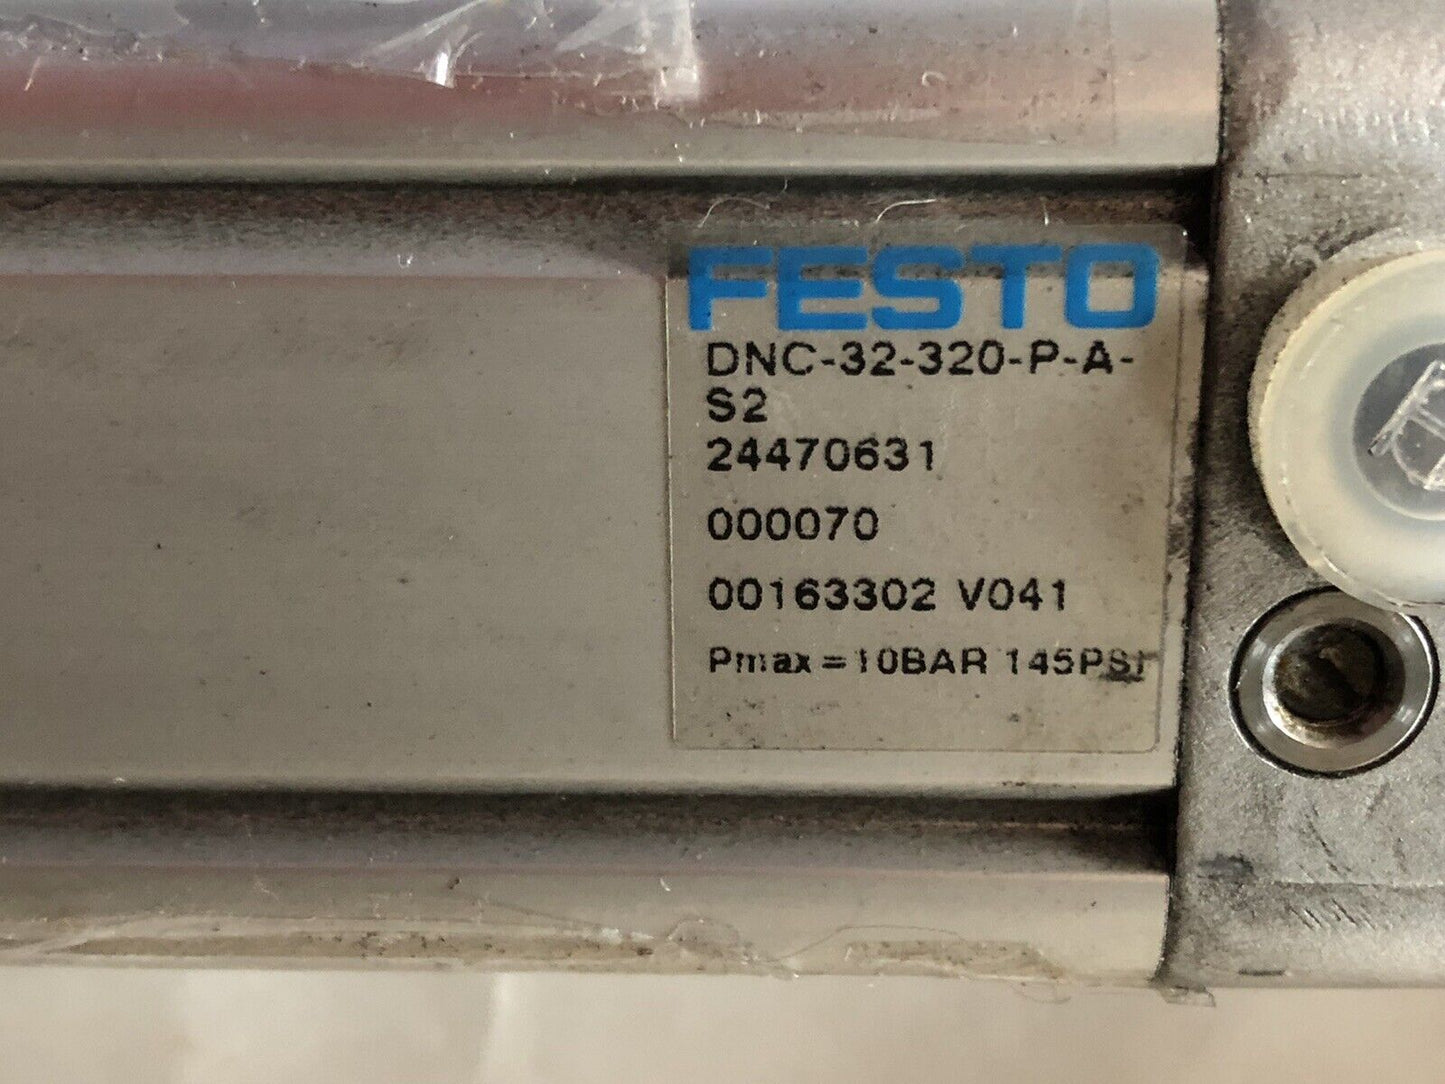 FESTO
DNC-32-320-P-A-
S2
24470631
000070
00163302 V041
Pmax=10BAR 145PSI